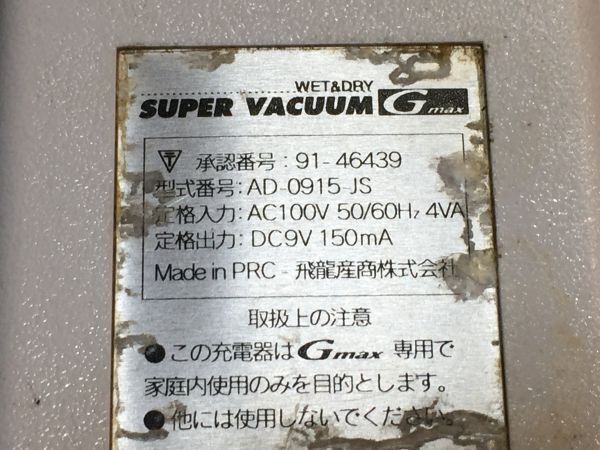 WET&DRY
SUPER VACUUM Gmax
〒 承認番号 : 91-46439
型式番号: AD-0915-JS
定格入力: AC100V 50/60Hz 4VA
定格出力: DC9V 150mA
Made in PRC - 飛龍産商株式会社
取扱上の注意
●この充電器はGmax 専用で
家庭内使用のみを目的とします。
●他には使用しないでください。